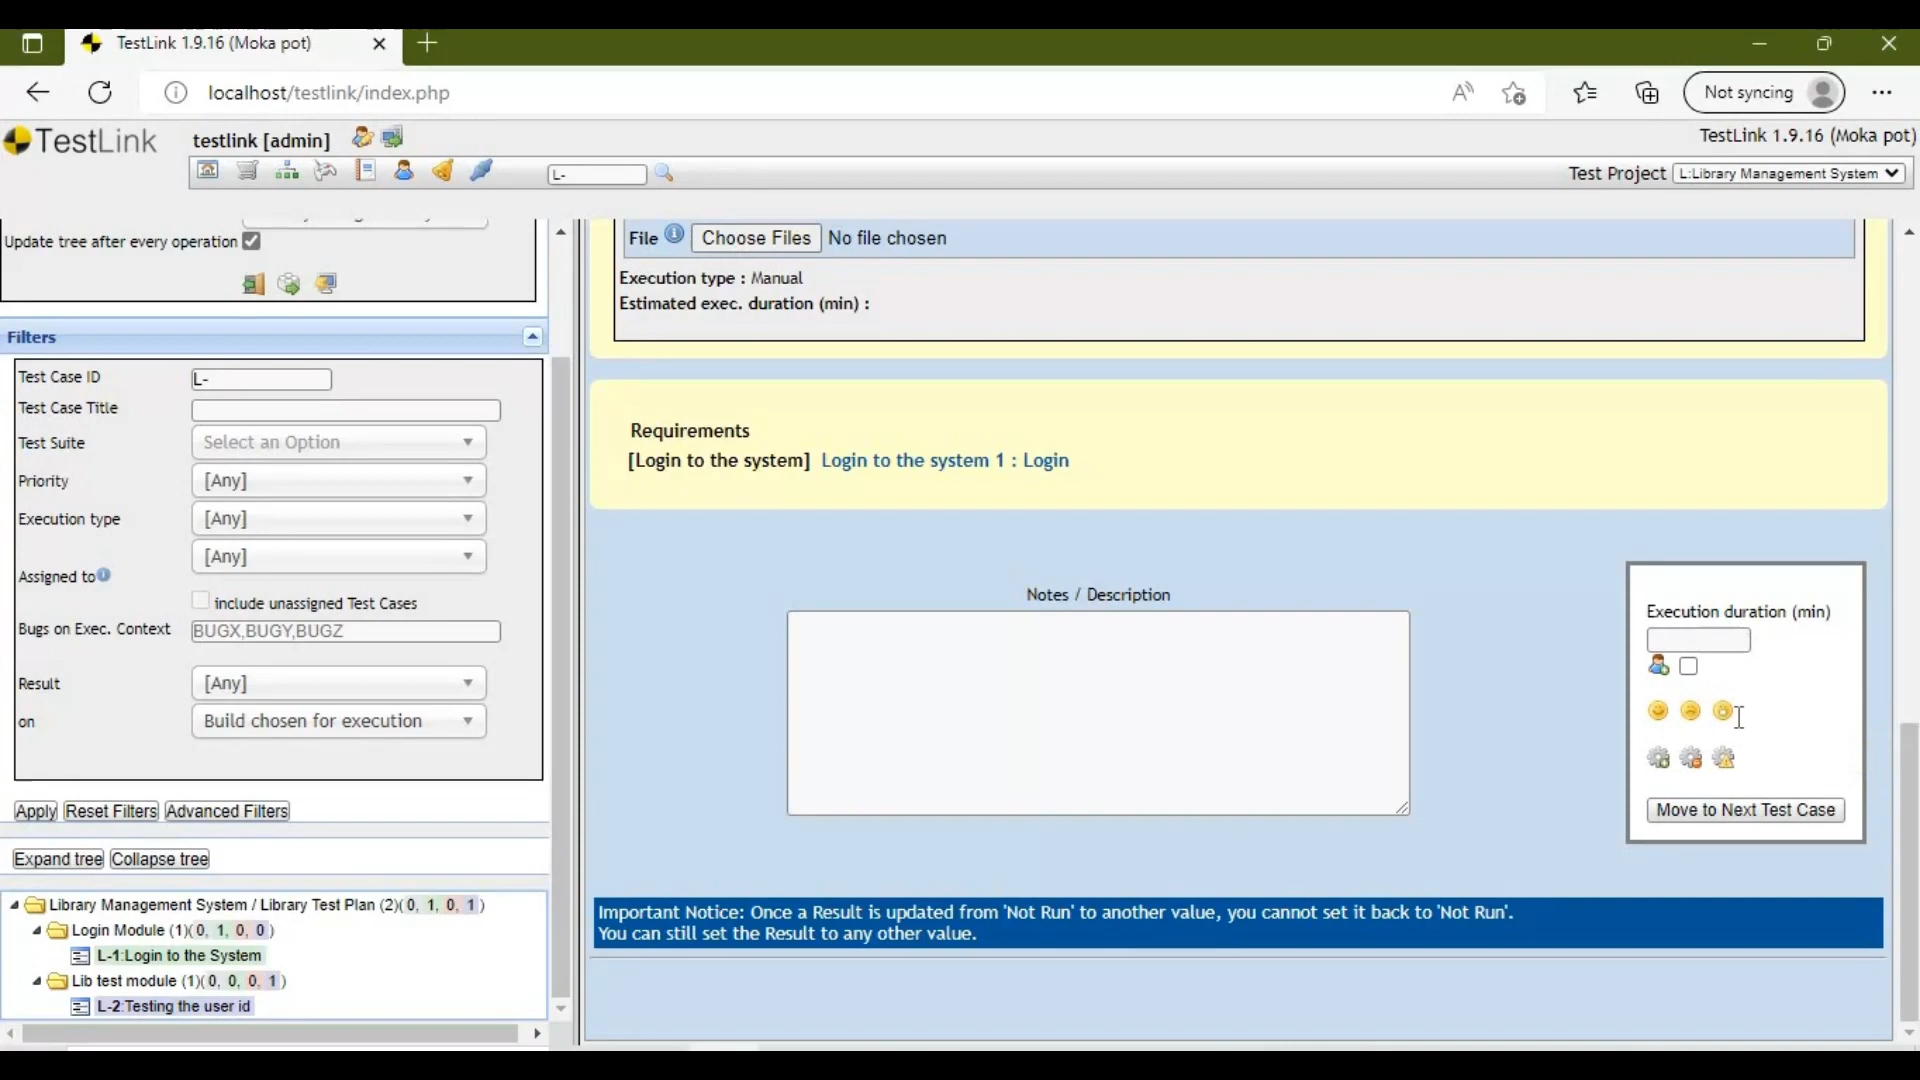 TestLink 1.9.16 (Moka pot)
localhost/testlink/index.php
Not syncing
TestLink
testlink [admin]
TestLink 1.9.16 (Moka pot)
L-
Test Project L:Library Management System
Update tree after every operation
Filters
Test Case ID L-
Test Case Title
Test Suite Select an Option
Priority [Any]
Execution type [Any]
[Any]
Assigned to
include unassigned Test Cases
Bugs on Exec. Context BUGX,BUGY,BUGZ
Result [Any]
on Build chosen for execution
Apply Reset Filters Advanced Filters
Expand tree Collapse tree
Library Management System / Library Test Plan (2)(0, 1, 0, 1)
Login Module (1)(0, 1, 0, 0)
L-1:Login to the System
Lib test module (1)(0, 0, 0, 1)
L-2:Testing the user id
File Choose Files No file chosen
Execution type : Manual
Estimated exec. duration (min) :
Requirements
[Login to the system] Login to the system 1 : Login
Notes / Description
Execution duration (min)
Move to Next Test Case
Important Notice: Once a Result is updated from 'Not Run' to another value, you cannot set it back to 'Not Run'.
You can still set the Result to any other value.